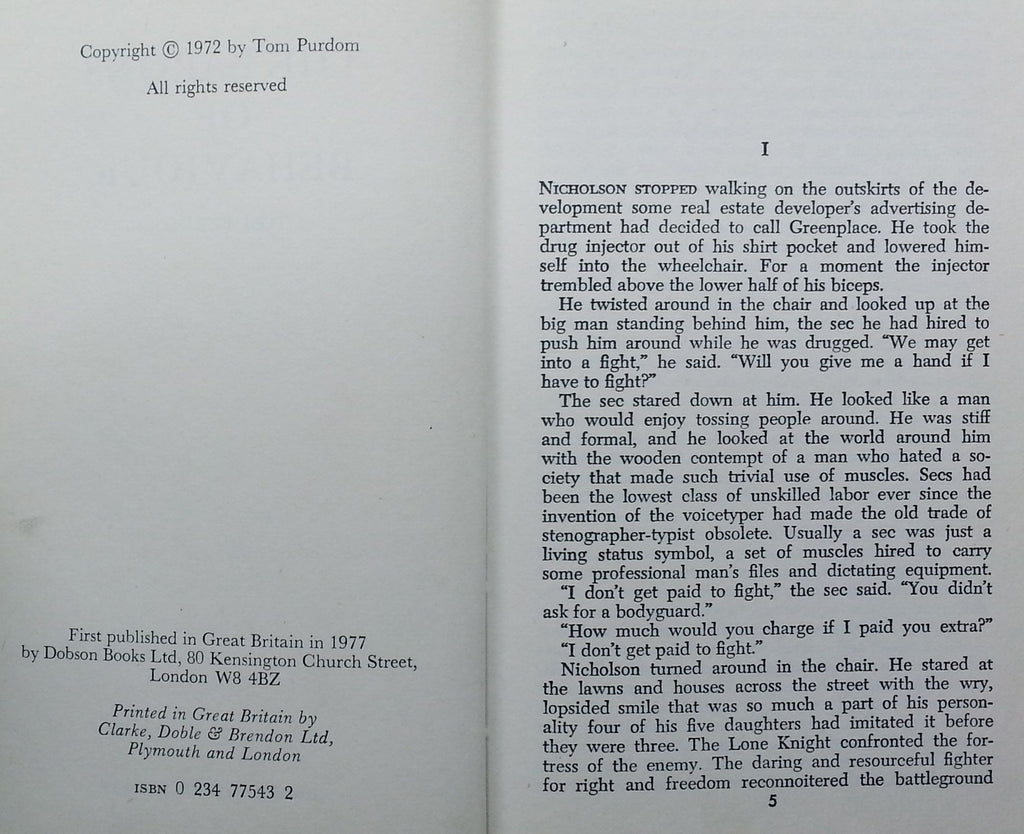 Copyright © 1972 by Tom Purdom
All rights reserved
First published in Great Britain in 1977
by Dobson Books Ltd, 80 Kensington Church Street,
London W8 4BZ
Printed in Great Britain by
Clarke, Doble & Brendon Ltd,
Plymouth and London
ISBN 0 234 77543 2
I
NICHOLSON STOPPED walking on the outskirts of the de-
velopment some real estate developer's advertising de-
partment had decided to call Greenplace. He took the
drug injector out of his shirt pocket and lowered him-
self into the wheelchair. For a moment the injector
trembled above the lower half of his biceps.
He twisted around in the chair and looked up at the
big man standing behind him, the sec he had hired to
push him around while he was drugged. "We may get
into a fight," he said. "Will you give me a hand if I
have to fight?"
The sec stared down at him. He looked like a man
who would enjoy tossing people around. He was stiff
and formal, and he looked at the world around him
with the wooden contempt of a man who hated a so-
ciety that made such trivial use of muscles. Secs had
been the lowest class of unskilled labor ever since the
invention of the voicetyper had made the old trade of
stenographer-typist obsolete. Usually a sec was just a
living status symbol, a set of muscles hired to carry
some professional man's files and dictating equipment.
"I don't get paid to fight," the sec said. "You didn't
ask for a bodyguard."
"How much would you charge if I paid you extra?"
"I don't get paid to fight."
Nicholson turned around in the chair. He stared at
the lawns and houses across the street with the wry,
lopsided smile that was so much a part of his person-
ality four of his five daughters had imitated it before
they were three. The Lone Knight confronted the for-
tress of the enemy. The daring and resourceful fighter
for right and freedom reconnoitered the battleground
5